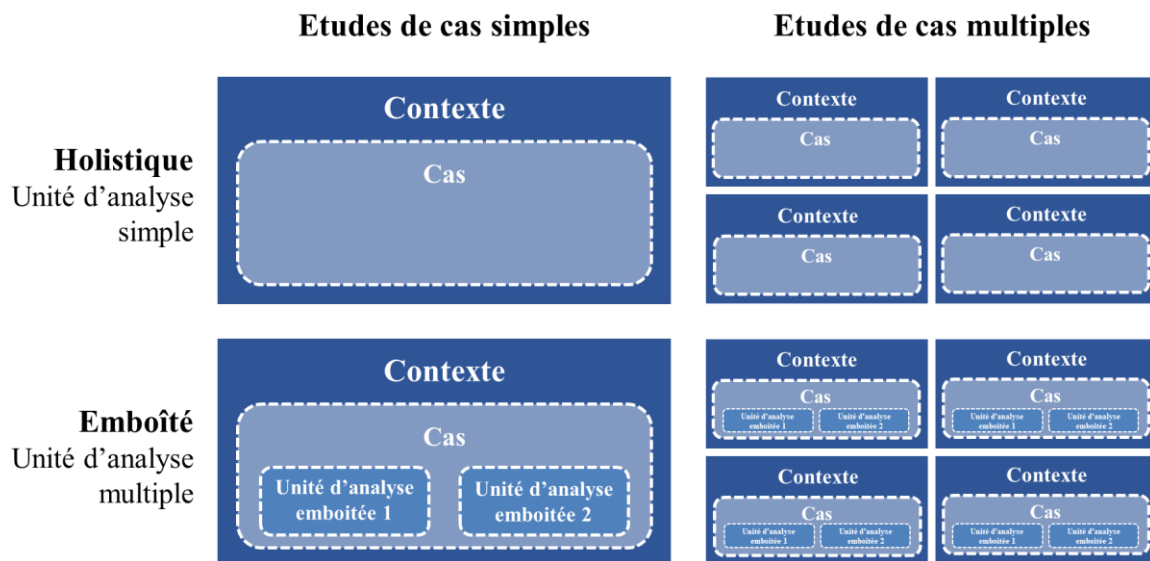 Etudes de cas simples
Etudes de cas multiples
Holistique
Unité d'analyse
simple
Contexte
Cas
Contexte
Cas
Contexte
Cas
Contexte
Cas
Contexte
Cas
Emboîté
Unité d'analyse
multiple
Contexte
Cas
Unité d'analyse
emboitée 1
Unité d'analyse
emboitée 2
Contexte
Cas
Unité d'analyse
emboitée 1
Unité d'analyse
emboitée 2
Contexte
Cas
Unité d'analyse
emboitée 1
Unité d'analyse
emboitée 2
Contexte
Cas
Unité d'analyse
emboitée 1
Unité d'analyse
emboitée 2
Contexte
Cas
Unité d'analyse
emboitée 1
Unité d'analyse
emboitée 2